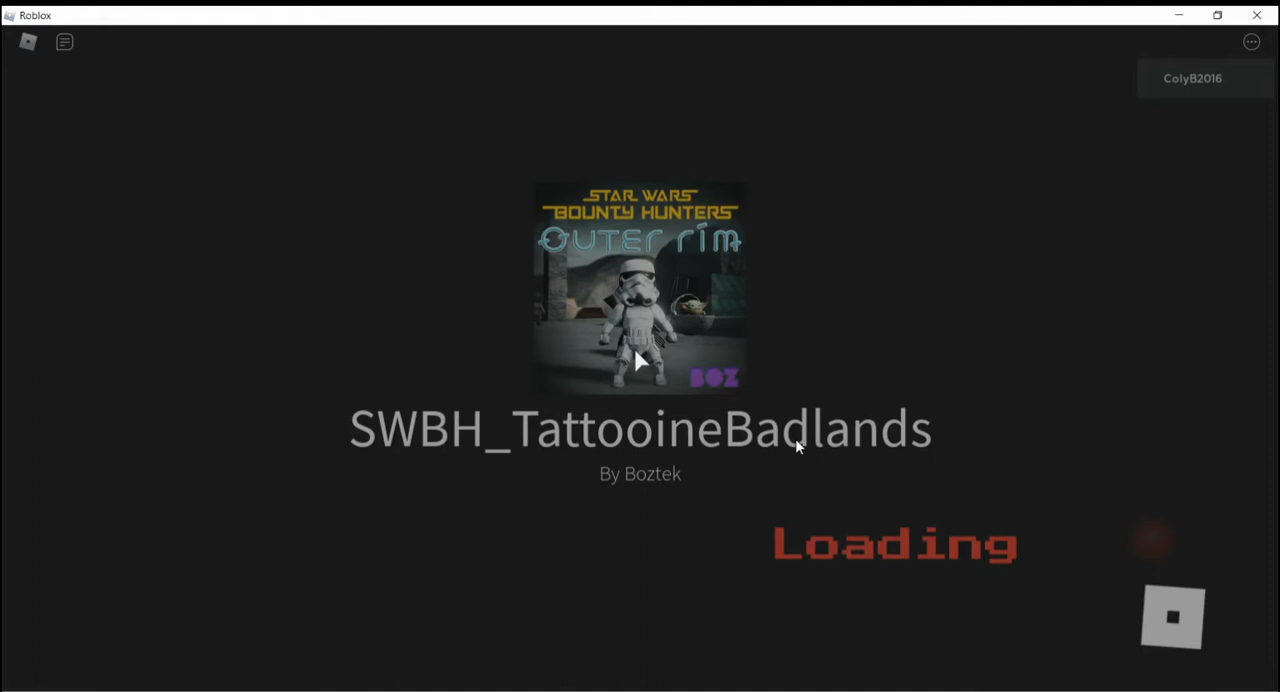 Roblox
ColyB2016
STAR WARS
BOUNTY HUNTERS
OUTER RIM
BOZ
SWBH_TattooineBadlands
By Boztek
Loading